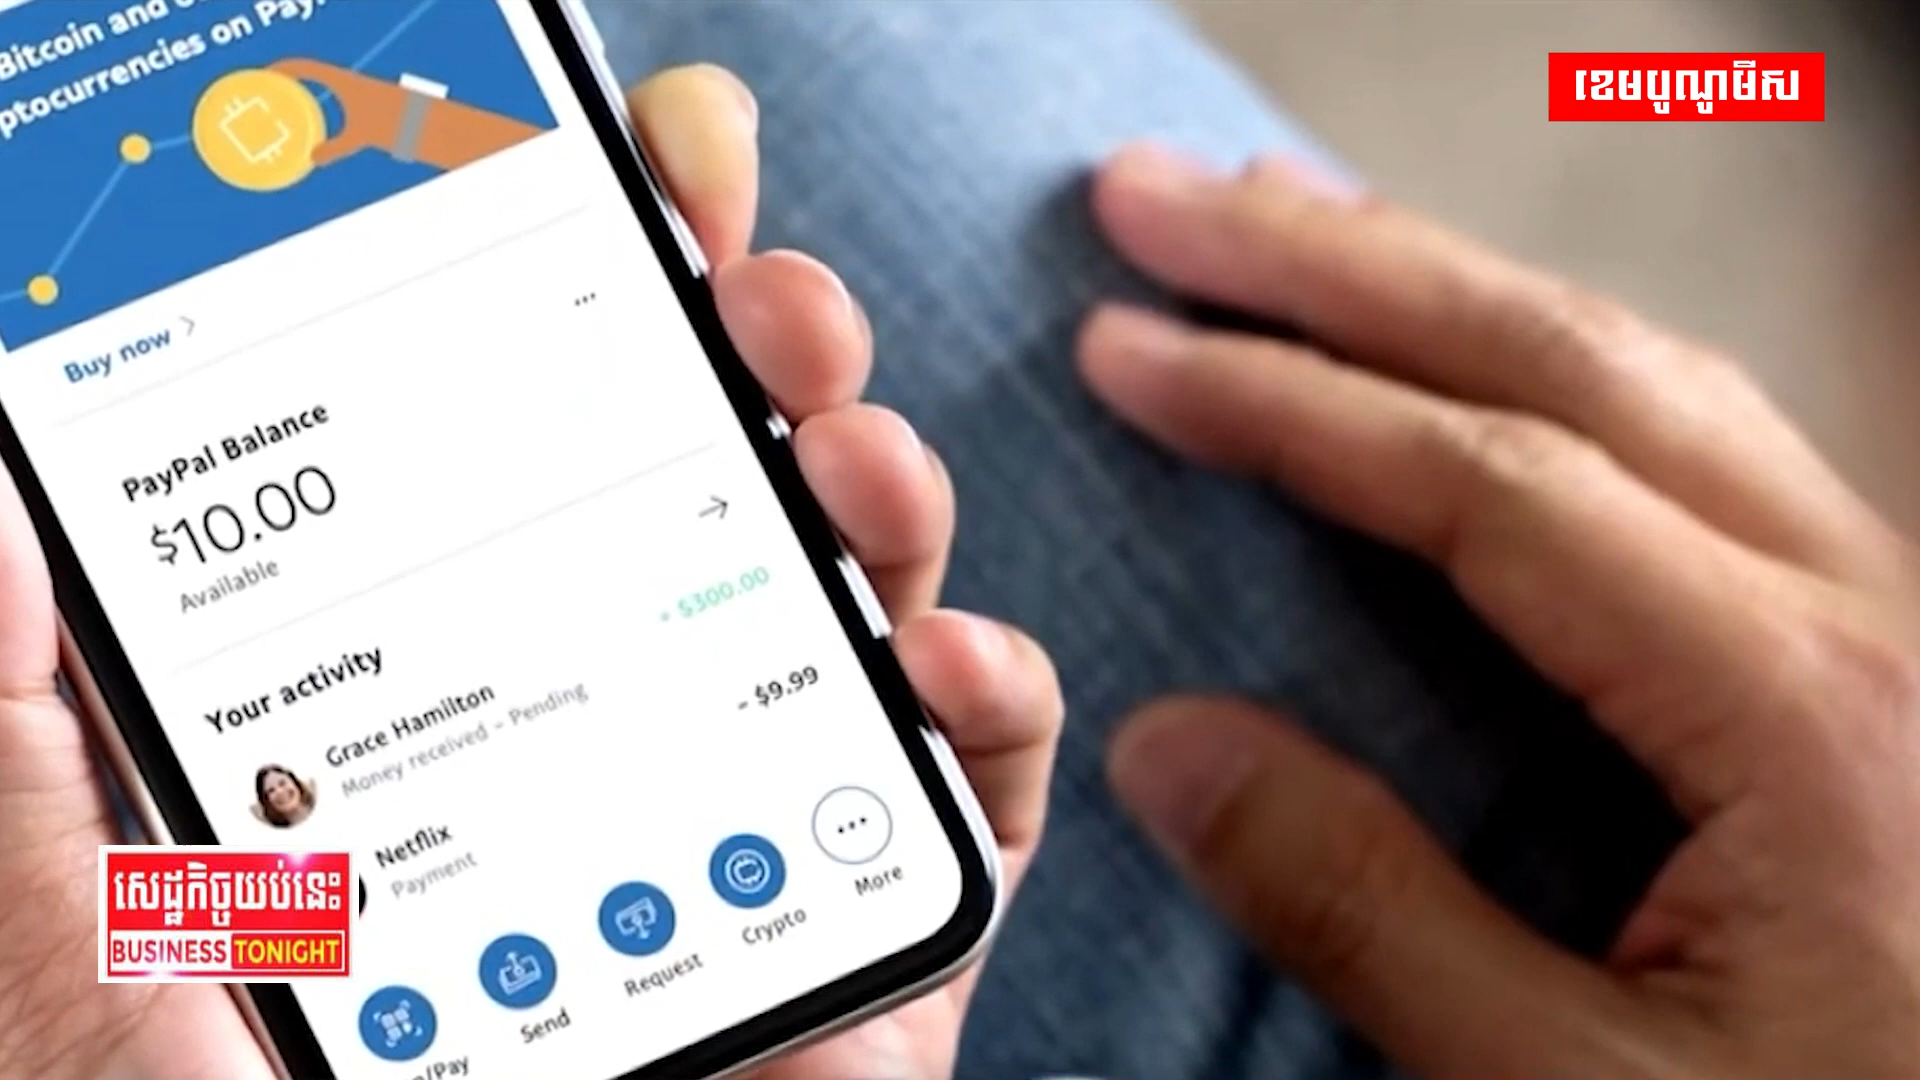 Bitcoin and
ptocurrencies on PayP
ខេមបូណូមីស
Buy now
PayPal Balance
$10.00
Available
Your activity
Grace Hamilton
+ $300.00
Money received - Pending
Netflix
- $9.99
Payment
/Pay
Send
Request
Crypto
More
សេដ្ឋកិច្ចយប់នេះ
BUSINESS TONIGHT